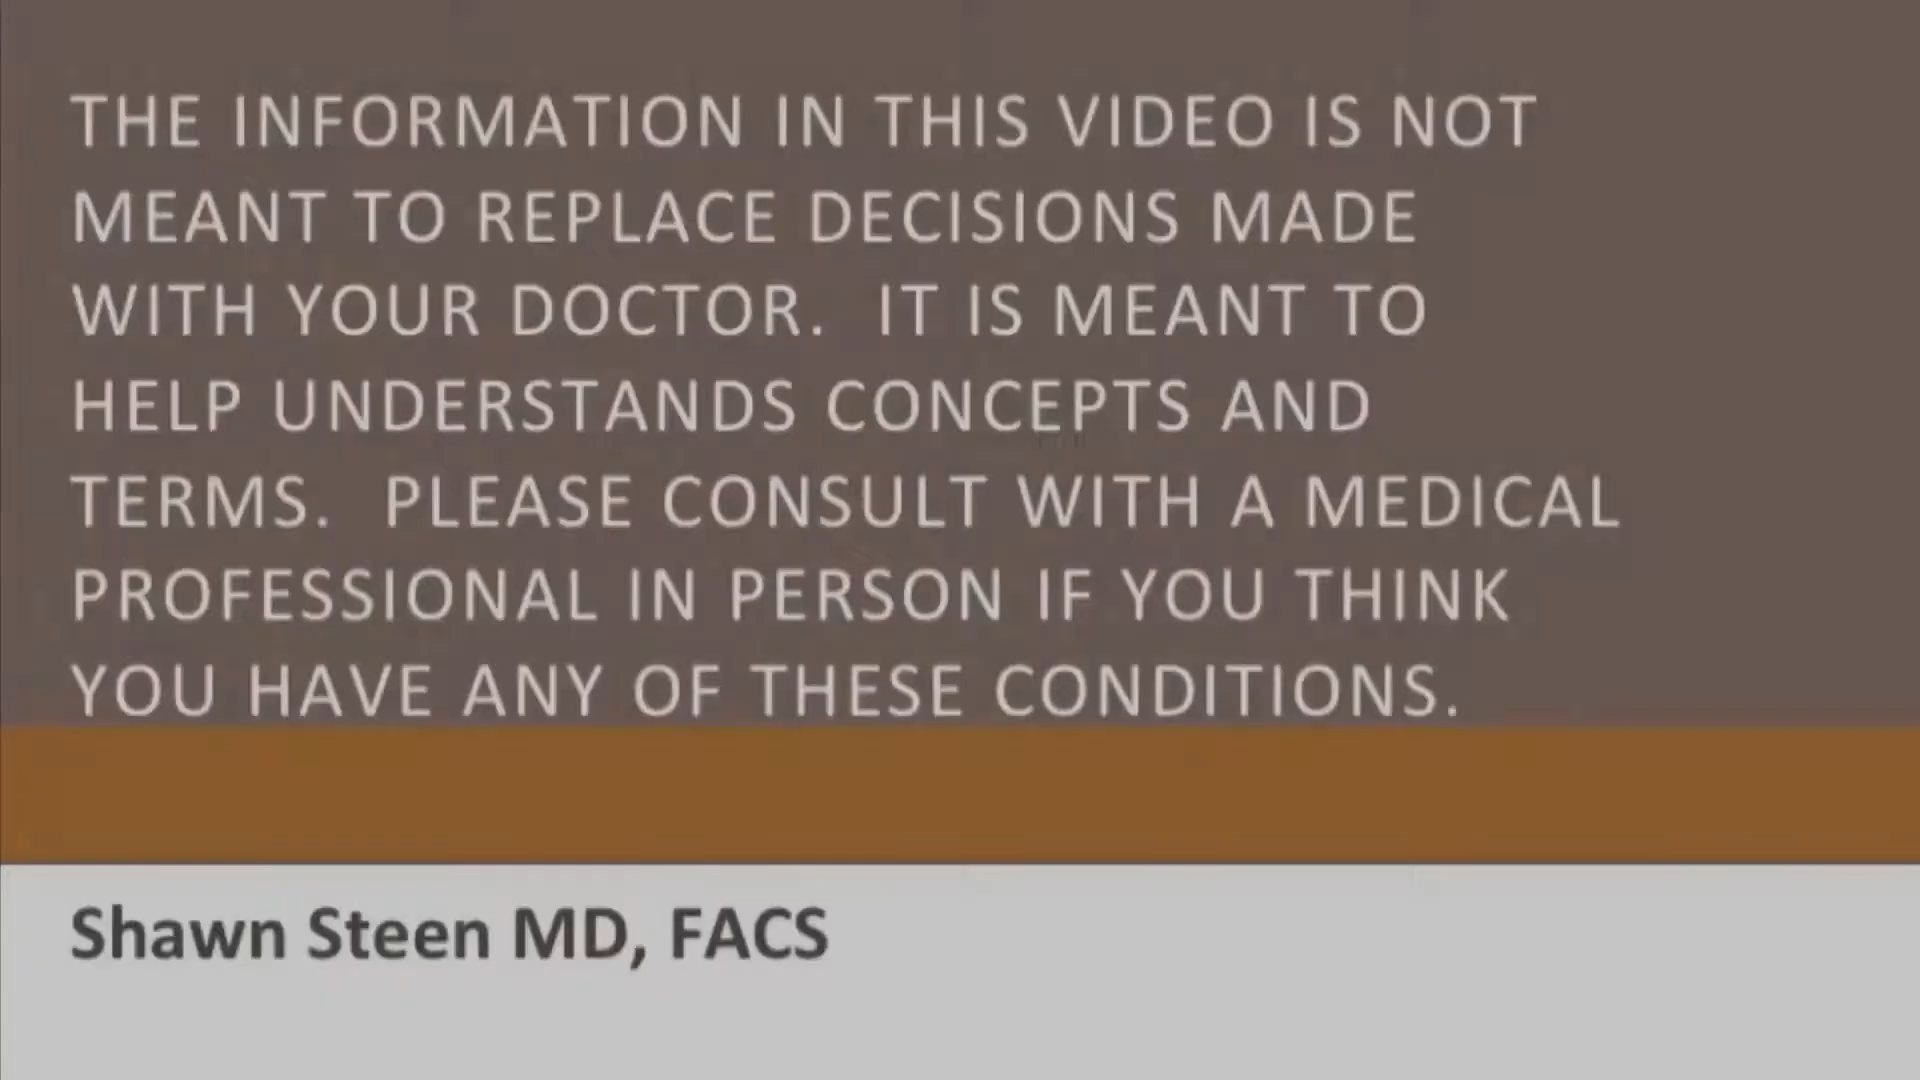 THE INFORMATION IN THIS VIDEO IS NOT
MEANT TO REPLACE DECISIONS MADE
WITH YOUR DOCTOR.  IT IS MEANT TO
HELP UNDERSTANDS CONCEPTS AND
TERMS.  PLEASE CONSULT WITH A MEDICAL
PROFESSIONAL IN PERSON IF YOU THINK
YOU HAVE ANY OF THESE CONDITIONS.
Shawn Steen MD, FACS